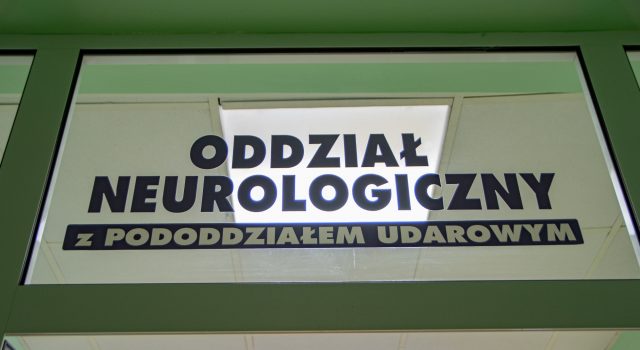 ODDZIAŁ
NEUROLOGICZNY
z PODODDZIAŁEM UDAROWYM